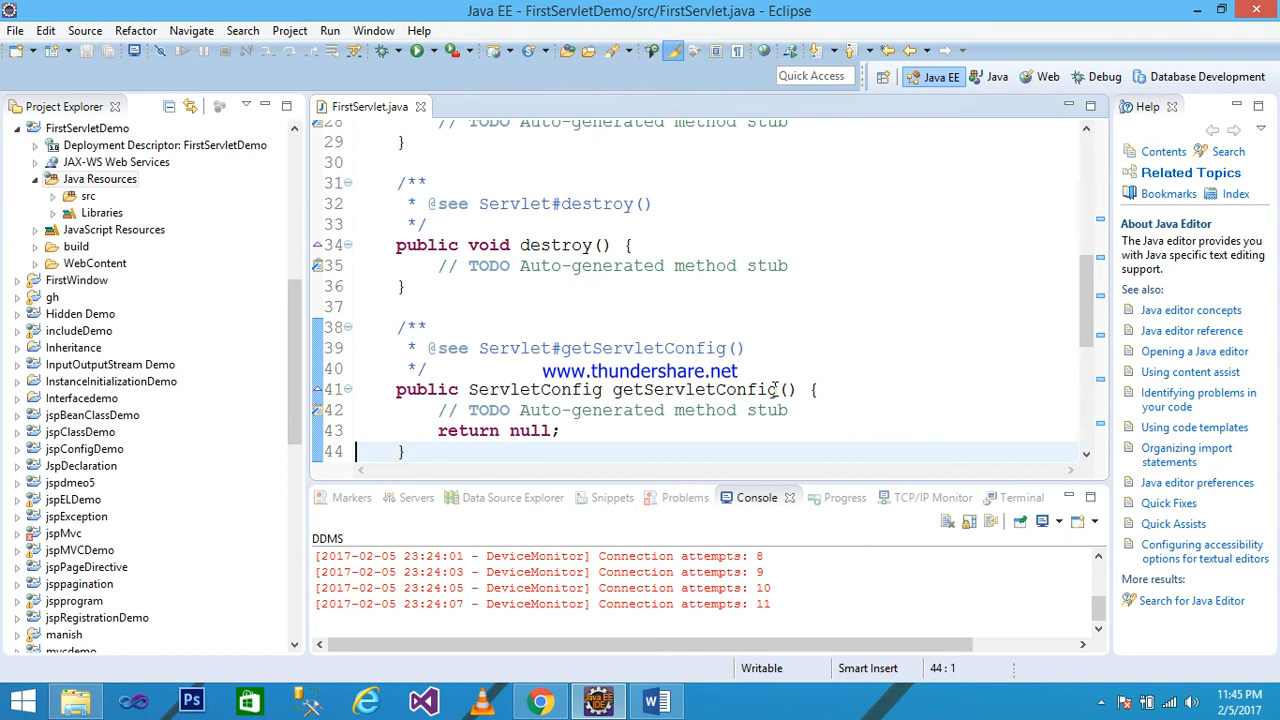 Java EE - FirstServletDemo/src/FirstServlet.java - Eclipse
File Edit Source Refactor Navigate Search Project Run Window Help
Quick Access
Java EE Java Web Debug Database Development
Project Explorer
FirstServletDemo
Deployment Descriptor: FirstServletDemo
JAX-WS Web Services
Java Resources
src
Libraries
JavaScript Resources
build
WebContent
FirstWindow
gh
Hidden Demo
includeDemo
Inheritance
InputOutputStream Demo
InstanceInitializationDemo
Interfacedemo
jspBeanClassDemo
jspClassDemo
jspConfigDemo
JspDeclaration
jspdmeo5
jspELDemo
jspException
jspMvc
jspMVCDemo
jspPageDirective
jsppagination
jspprogram
jspRegistrationDemo
manish
mvcdemo
FirstServlet.java
28 // TODO Auto-generated method stub
29 }
30
31 /**
32 * @see Servlet#destroy()
33 */
34 public void destroy() {
35 // TODO Auto-generated method stub
36 }
37
38 /**
39 * @see Servlet#getServletConfig()
40 */
www.thundershare.net
41 public ServletConfig getServletConfig() {
42 // TODO Auto-generated method stub
43 return null;
44 }
Markers Servers Data Source Explorer Snippets Problems Console Progress TCP/IP Monitor Terminal
DDMS
[2017-02-05 23:24:01 - DeviceMonitor] Connection attempts: 8
[2017-02-05 23:24:03 - DeviceMonitor] Connection attempts: 9
[2017-02-05 23:24:05 - DeviceMonitor] Connection attempts: 10
[2017-02-05 23:24:07 - DeviceMonitor] Connection attempts: 11
Help
Contents Search
Related Topics
Bookmarks Index
About Java Editor
The Java editor provides you
with Java specific text editing
support.
See also:
Java editor concepts
Java editor reference
Opening a Java editor
Using content assist
Identifying problems in
your code
Using code templates
Organizing import
statements
Java editor preferences
Quick Fixes
Quick Assists
Configuring accessibility
options for textual editors
More results:
Search for Java Editor
Writable Smart Insert 44 : 1
Ps
Java EE
IDE
11:45 PM
2/5/2017